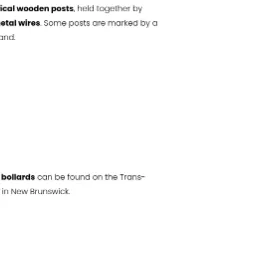 ical wooden posts, held together by
etal wires. Some posts are marked by a
and.
bollards can be found on the Trans-
in New Brunswick.